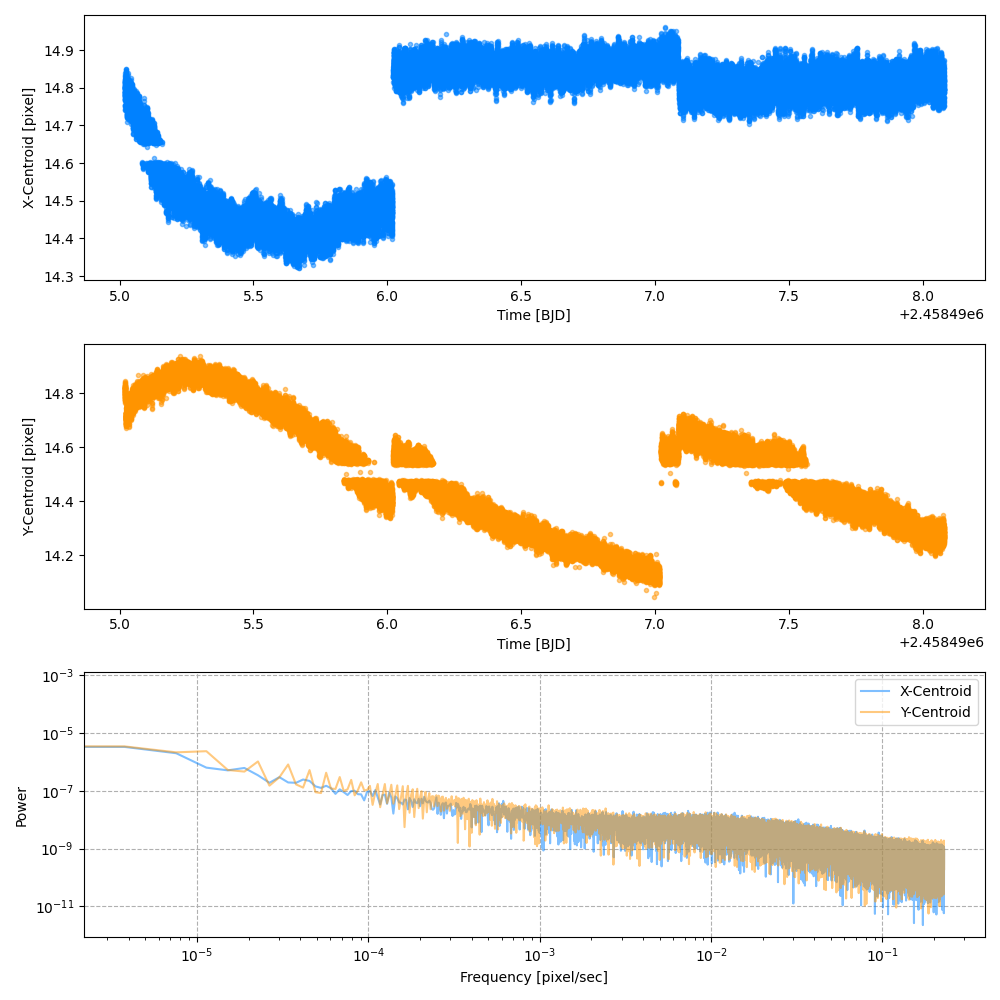 X-Centroid [pixel]
14.9
14.8
14.7
14.6
14.5
14.4
14.3
5.0 5.5 6.0 6.5 7.0 7.5 8.0
Time [BJD]
+2.45849e6
Y-Centroid [pixel]
14.8
14.6
14.4
14.2
5.0 5.5 6.0 6.5 7.0 7.5 8.0
Time [BJD]
+2.45849e6
Power
10⁻³
10⁻⁵
10⁻⁷
10⁻⁹
10⁻¹¹
X-Centroid
Y-Centroid
10⁻⁵ 10⁻⁴ 10⁻³ 10⁻² 10⁻¹
Frequency [pixel/sec]